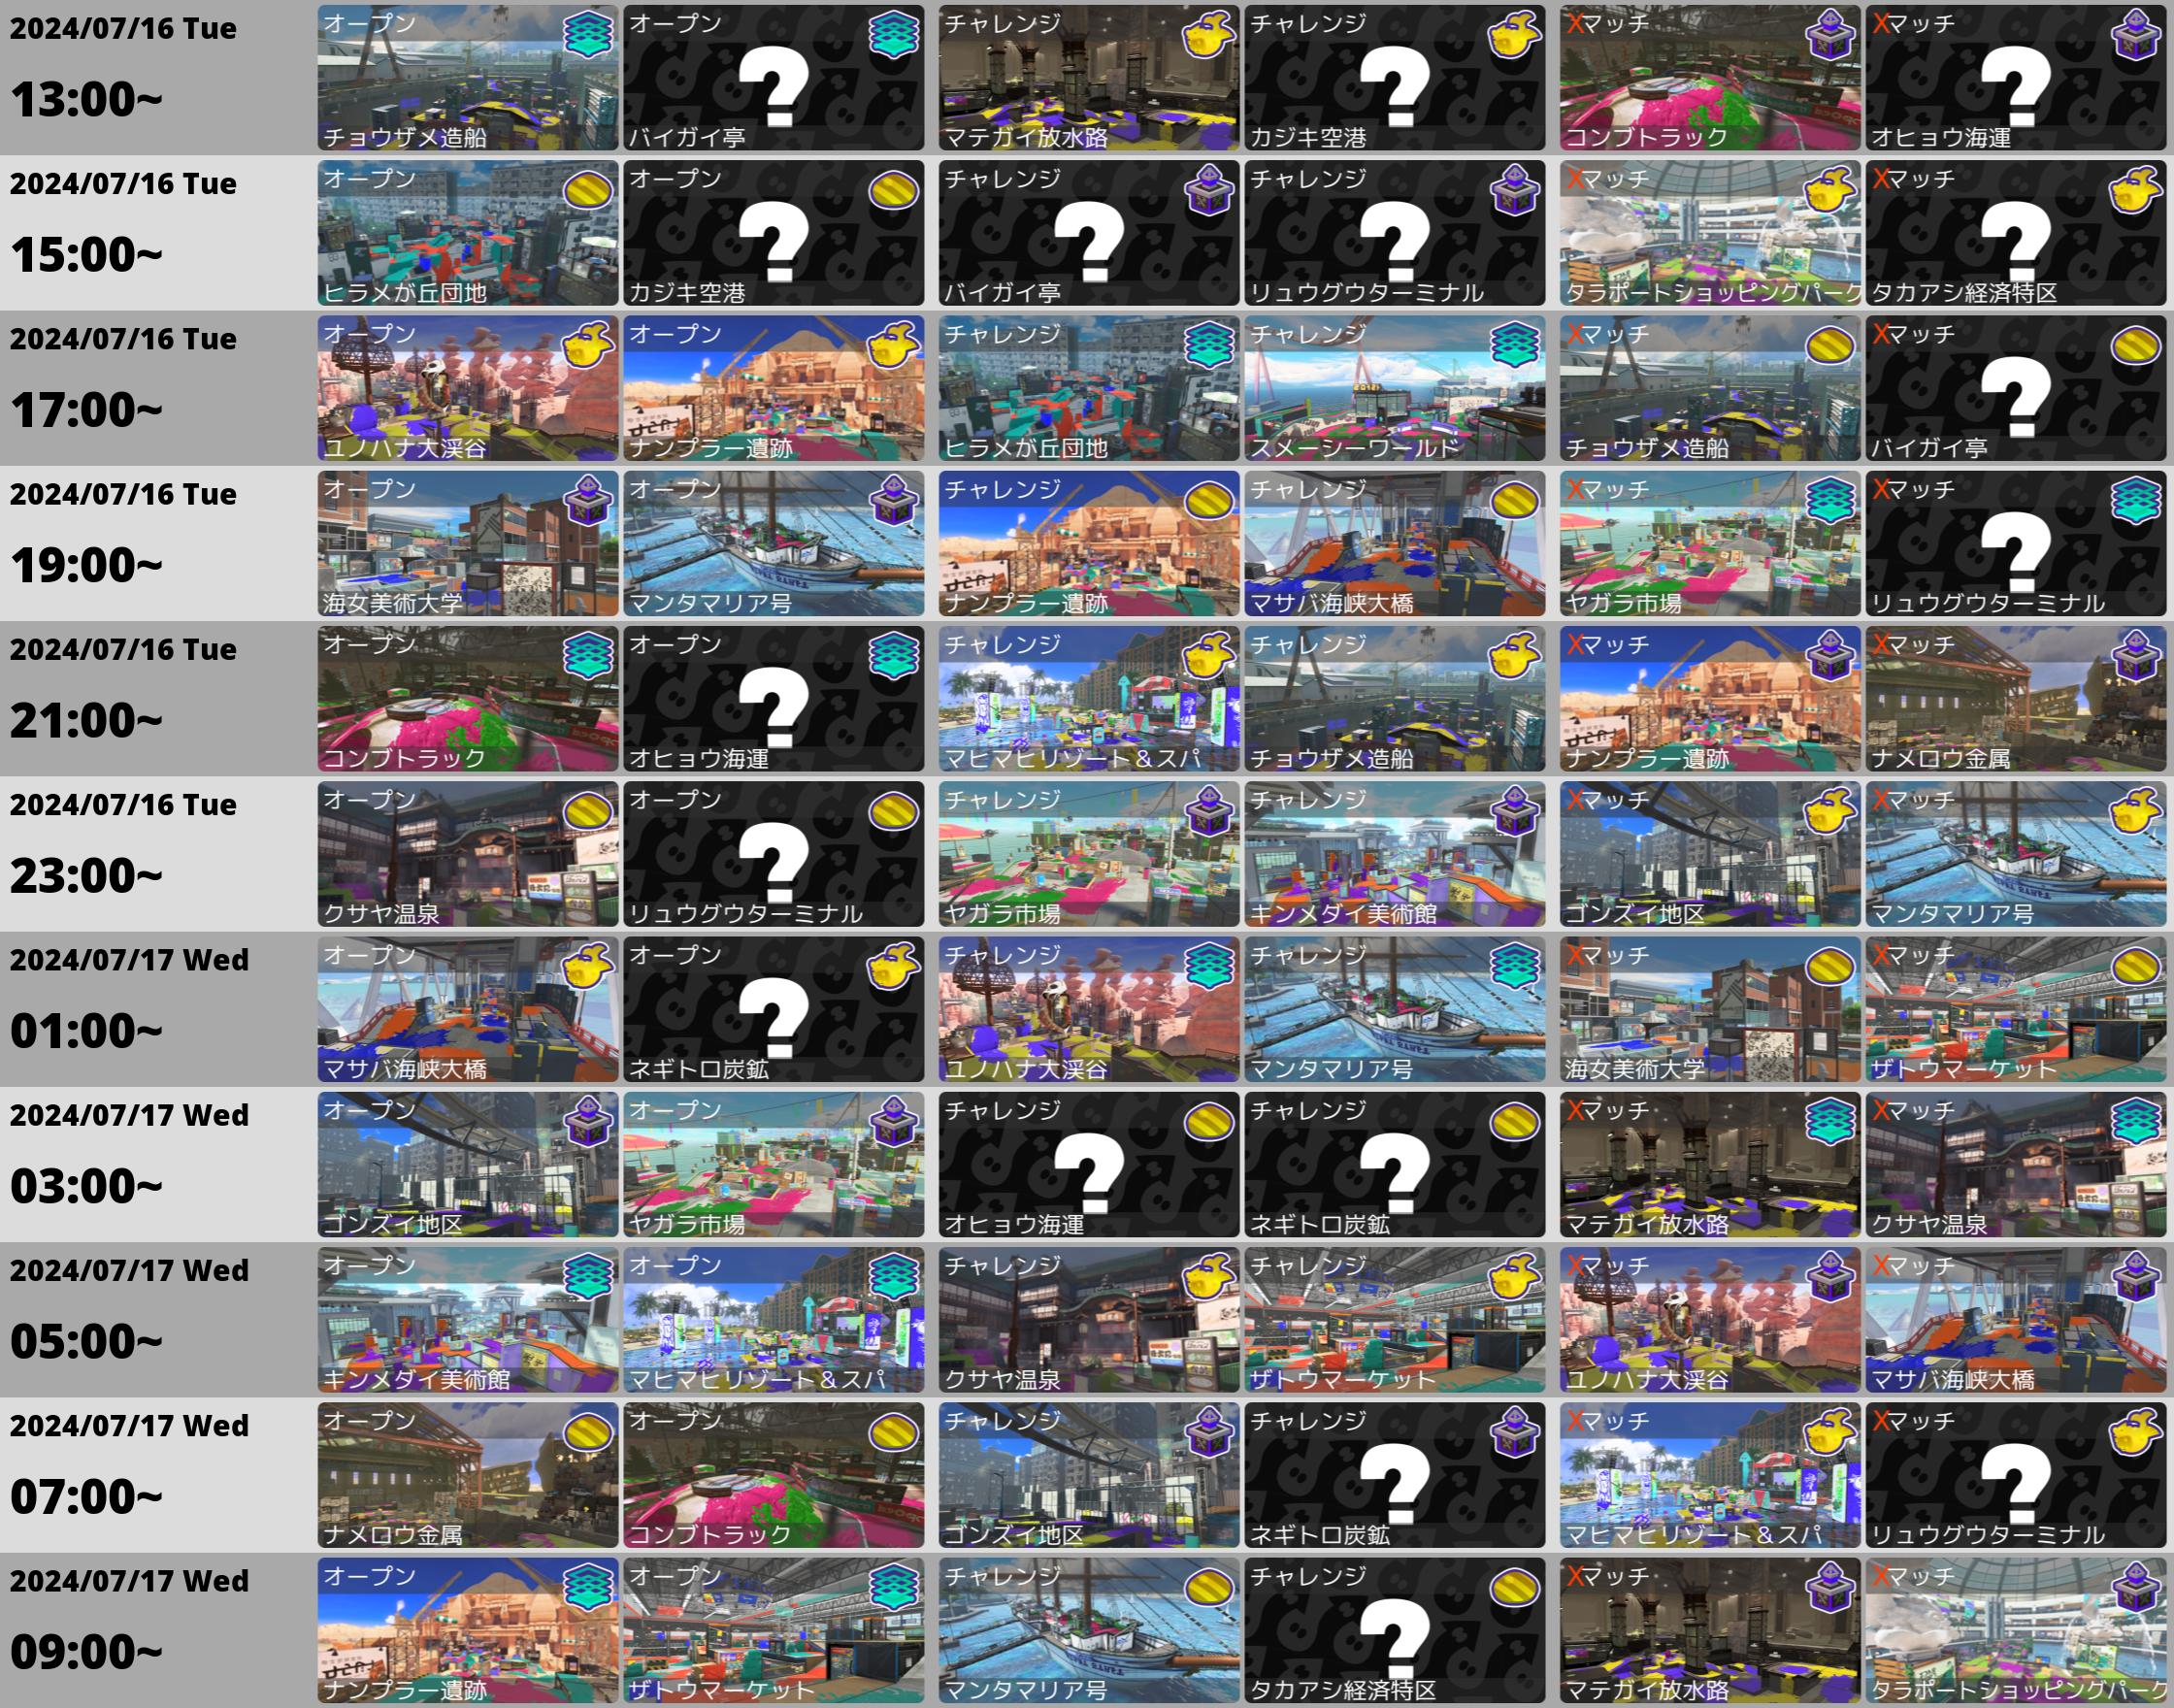 2024/07/16 Tue
13:00~
オープン
チョウザメ造船
オープン
バイガイ亭
チャレンジ
マテガイ放水路
チャレンジ
カジキ空港
Xマッチ
コンブトラック
Xマッチ
オヒョウ海運
2024/07/16 Tue
15:00~
オープン
ヒラメが丘団地
オープン
カジキ空港
チャレンジ
バイガイ亭
チャレンジ
リュウグウターミナル
Xマッチ
タラポートショッピングパーク
Xマッチ
タカアシ経済特区
2024/07/16 Tue
17:00~
オープン
ユノハナ大渓谷
オープン
ナンプラー遺跡
チャレンジ
ヒラメが丘団地
チャレンジ
スメーシーワールド
Xマッチ
チョウザメ造船
Xマッチ
バイガイ亭
2024/07/16 Tue
19:00~
オープン
海女美術大学
オープン
マンタマリア号
チャレンジ
ナンプラー遺跡
チャレンジ
マサバ海峡大橋
Xマッチ
ヤガラ市場
Xマッチ
リュウグウターミナル
2024/07/16 Tue
21:00~
オープン
コンブトラック
オープン
オヒョウ海運
チャレンジ
マヒマヒリゾート＆スパ
チャレンジ
チョウザメ造船
Xマッチ
ナンプラー遺跡
Xマッチ
ナメロウ金属
2024/07/16 Tue
23:00~
オープン
クサヤ温泉
オープン
リュウグウターミナル
チャレンジ
ヤガラ市場
チャレンジ
キンメダイ美術館
Xマッチ
ゴンズイ地区
Xマッチ
マンタマリア号
2024/07/17 Wed
01:00~
オープン
マサバ海峡大橋
オープン
ネギトロ炭鉱
チャレンジ
ユノハナ大渓谷
チャレンジ
マンタマリア号
Xマッチ
海女美術大学
Xマッチ
ザトウマーケット
2024/07/17 Wed
03:00~
オープン
ゴンズイ地区
オープン
ヤガラ市場
チャレンジ
オヒョウ海運
チャレンジ
ネギトロ炭鉱
Xマッチ
マテガイ放水路
Xマッチ
クサヤ温泉
2024/07/17 Wed
05:00~
オープン
キンメダイ美術館
オープン
マヒマヒリゾート＆スパ
チャレンジ
クサヤ温泉
チャレンジ
ザトウマーケット
Xマッチ
ユノハナ大渓谷
Xマッチ
マサバ海峡大橋
2024/07/17 Wed
07:00~
オープン
ナメロウ金属
オープン
コンブトラック
チャレンジ
ゴンズイ地区
チャレンジ
ネギトロ炭鉱
Xマッチ
マヒマヒリゾート＆スパ
Xマッチ
リュウグウターミナル
2024/07/17 Wed
09:00~
オープン
ナンプラー遺跡
オープン
ザトウマーケット
チャレンジ
マンタマリア号
チャレンジ
タカアシ経済特区
Xマッチ
マテガイ放水路
Xマッチ
タラポートショッピングパーク